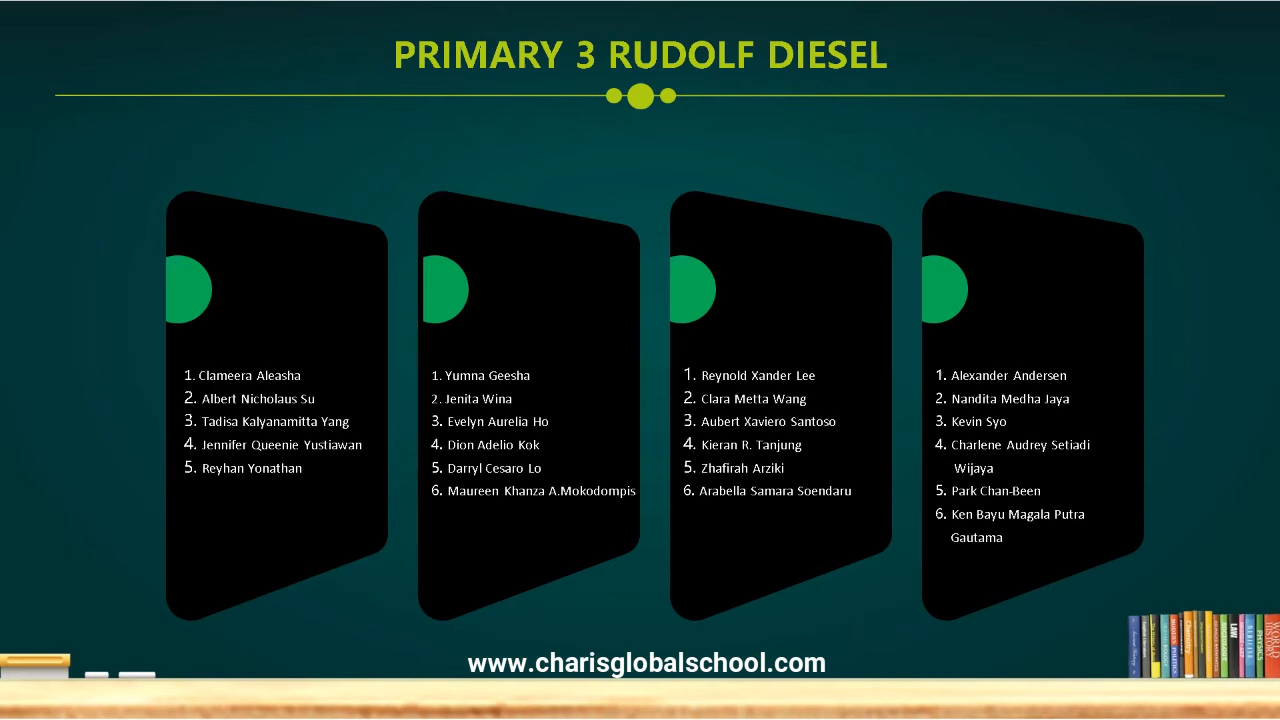 PRIMARY 3 RUDOLF DIESEL
1. Clameera Aleasha
2. Albert Nicholaus Su
3. Tadisa Kalyanamitta Yang
4. Jennifer Queenie Yustiawan
5. Reyhan Yonathan
1. Yumna Geesha
2. Jenita Wina
3. Evelyn Aurelia Ho
4. Dion Adelio Kok
5. Darryl Cesaro Lo
6. Maureen Khanza A.Mokodompis
1. Reynold Xander Lee
2. Clara Metta Wang
3. Aubert Xaviero Santoso
4. Kieran R. Tanjung
5. Zhafirah Arziki
6. Arabella Samara Soendaru
1. Alexander Andersen
2. Nandita Medha Jaya
3. Kevin Syo
4. Charlene Audrey Setiadi
Wijaya
5. Park Chan-Been
6. Ken Bayu Magala Putra
Gautama
www.charisglobalschool.com
LAW
PHYSICS
WORLD
HISTORY